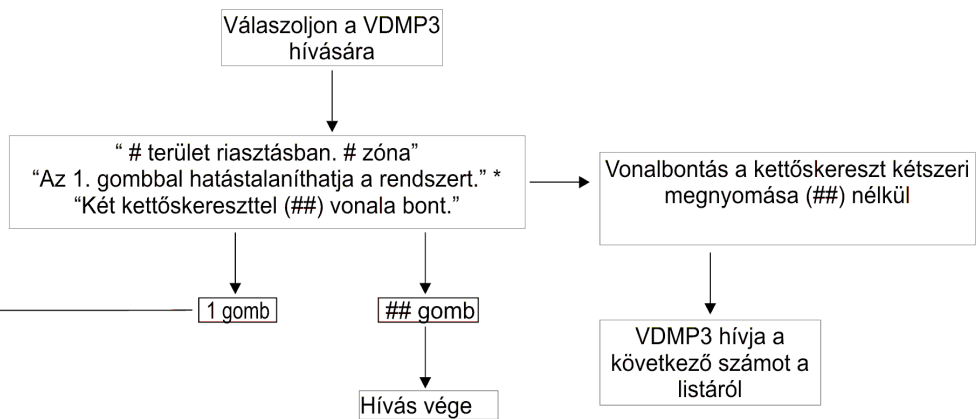 Válaszoljon a VDMP3
hívására
“ # terület riasztásban. # zóna”
“Az 1. gombbal hatástalaníthatja a rendszert.” *
“Két kettőskereszttel (##) vonala bont.”
Vonalbontás a kettőskereszt kétszeri
megnyomása (##) nélkül
1 gomb
## gomb
VDMP3 hívja a
következő számot a
listáról
Hívás vége